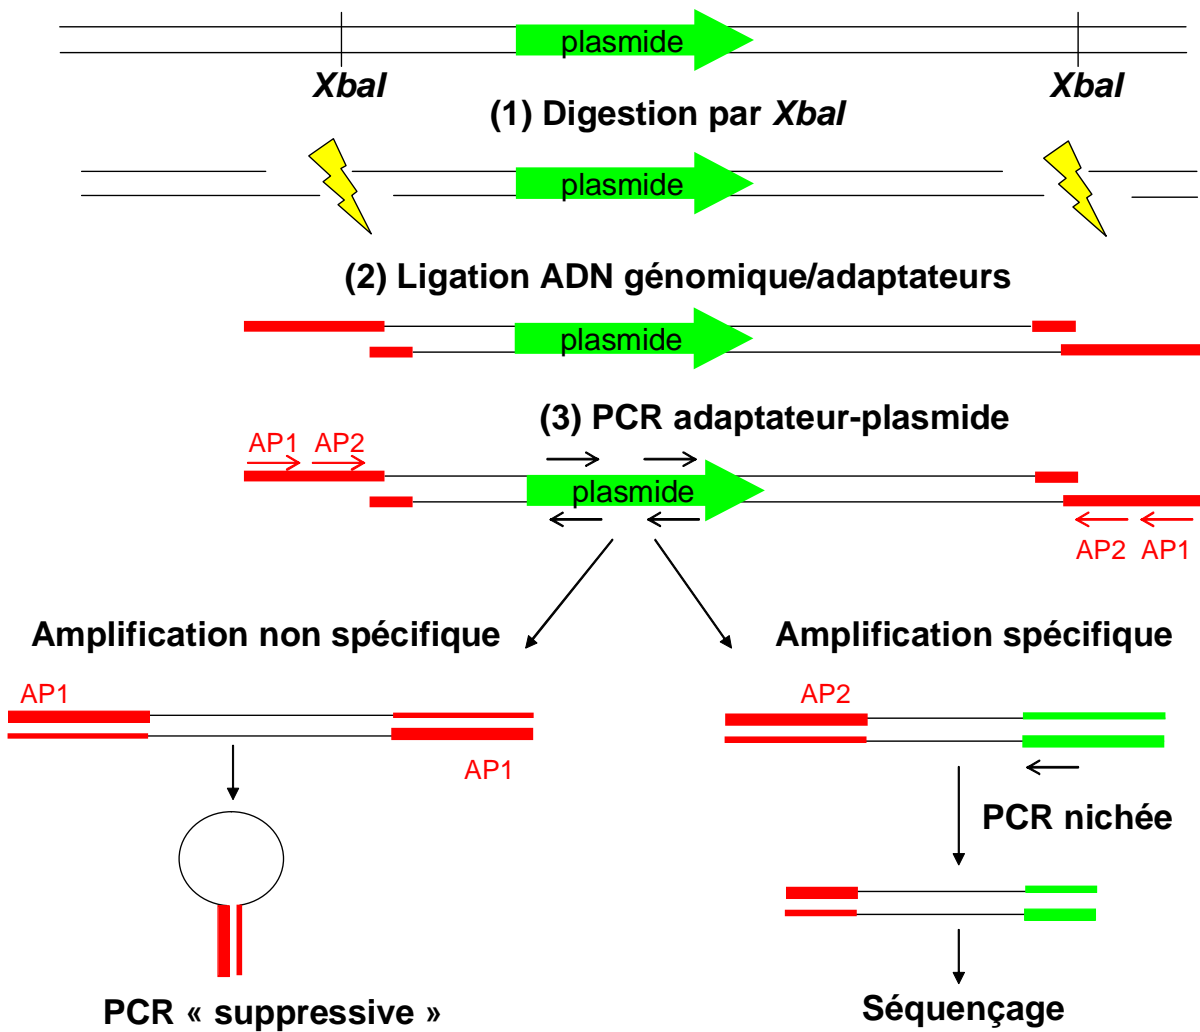 plasmide
XbaI XbaI
(1) Digestion par XbaI
plasmide
(2) Ligation ADN génomique/adaptateurs
plasmide
(3) PCR adaptateur-plasmide
AP1 AP2
plasmide
AP2 AP1
Amplification non spécifique
Amplification spécifique
AP1
AP2
AP1
PCR nichée
PCR « suppressive »
Séquençage